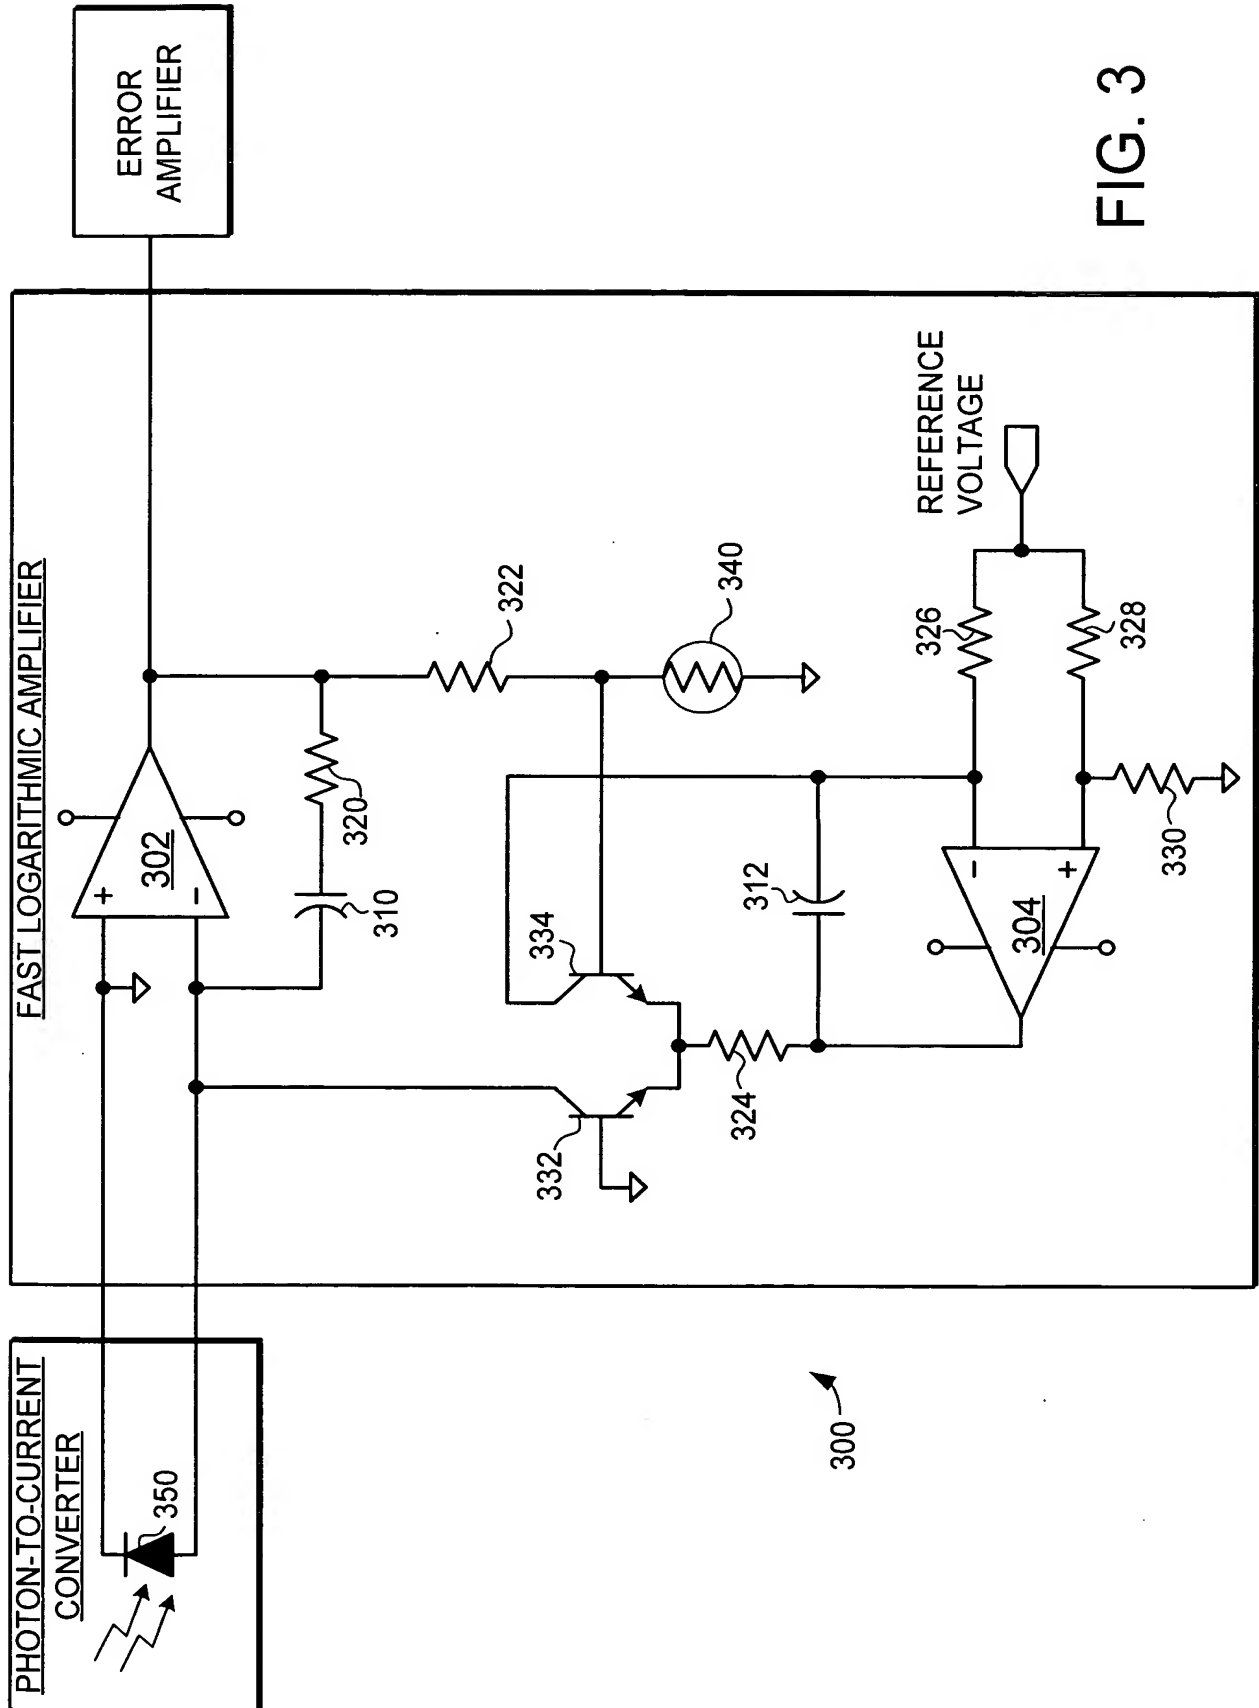 PHOTON-TO-CURRENT
CONVERTER
350
FAST LOGARITHMIC AMPLIFIER
+
-
302
310
320
322
340
332
334
324
312
304
-
+
326
328
330
REFERENCE
VOLTAGE
ERROR
AMPLIFIER
300
FIG. 3